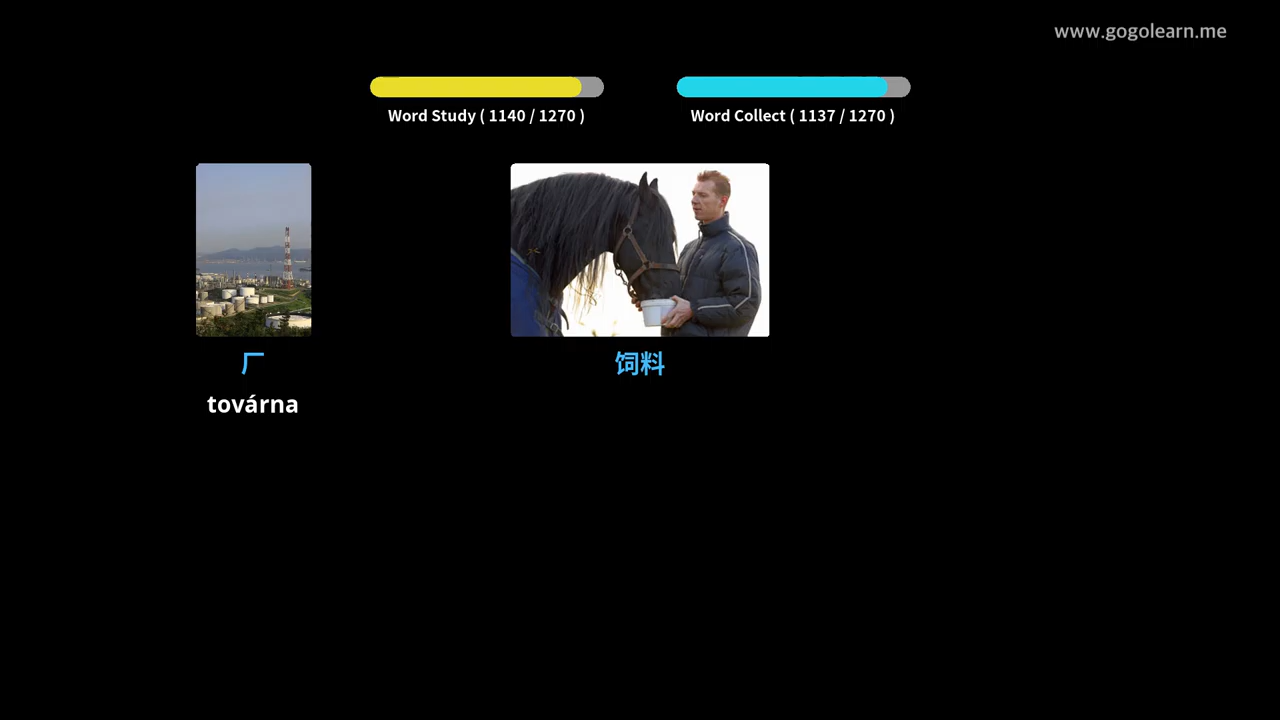 www.gogolearn.me
Word Study ( 1140 / 1270 )
Word Collect ( 1137 / 1270 )
厂
饲料
továrna